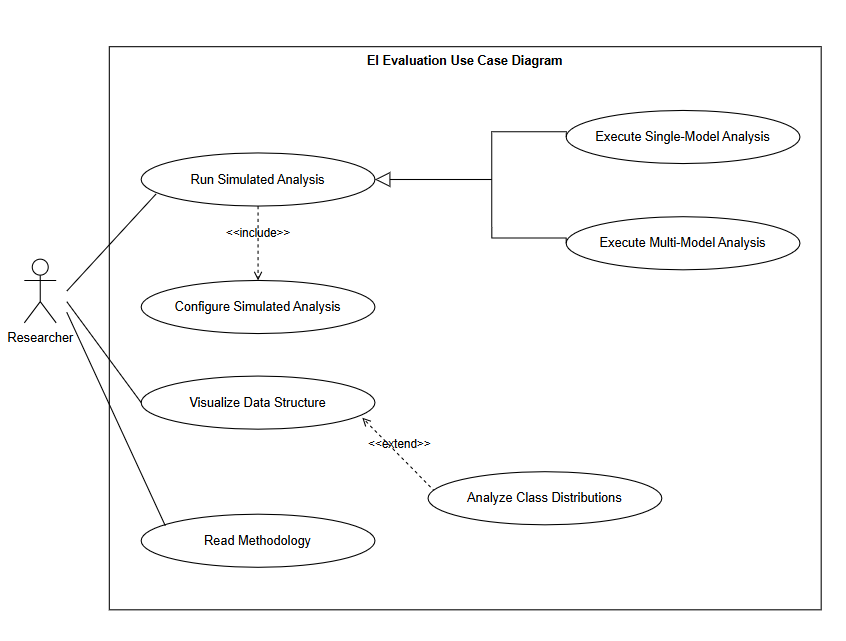 EI Evaluation Use Case Diagram
Execute Single-Model Analysis
Run Simulated Analysis
<<include>>
Execute Multi-Model Analysis
Configure Simulated Analysis
Researcher
Visualize Data Structure
<<extend>>
Analyze Class Distributions
Read Methodology